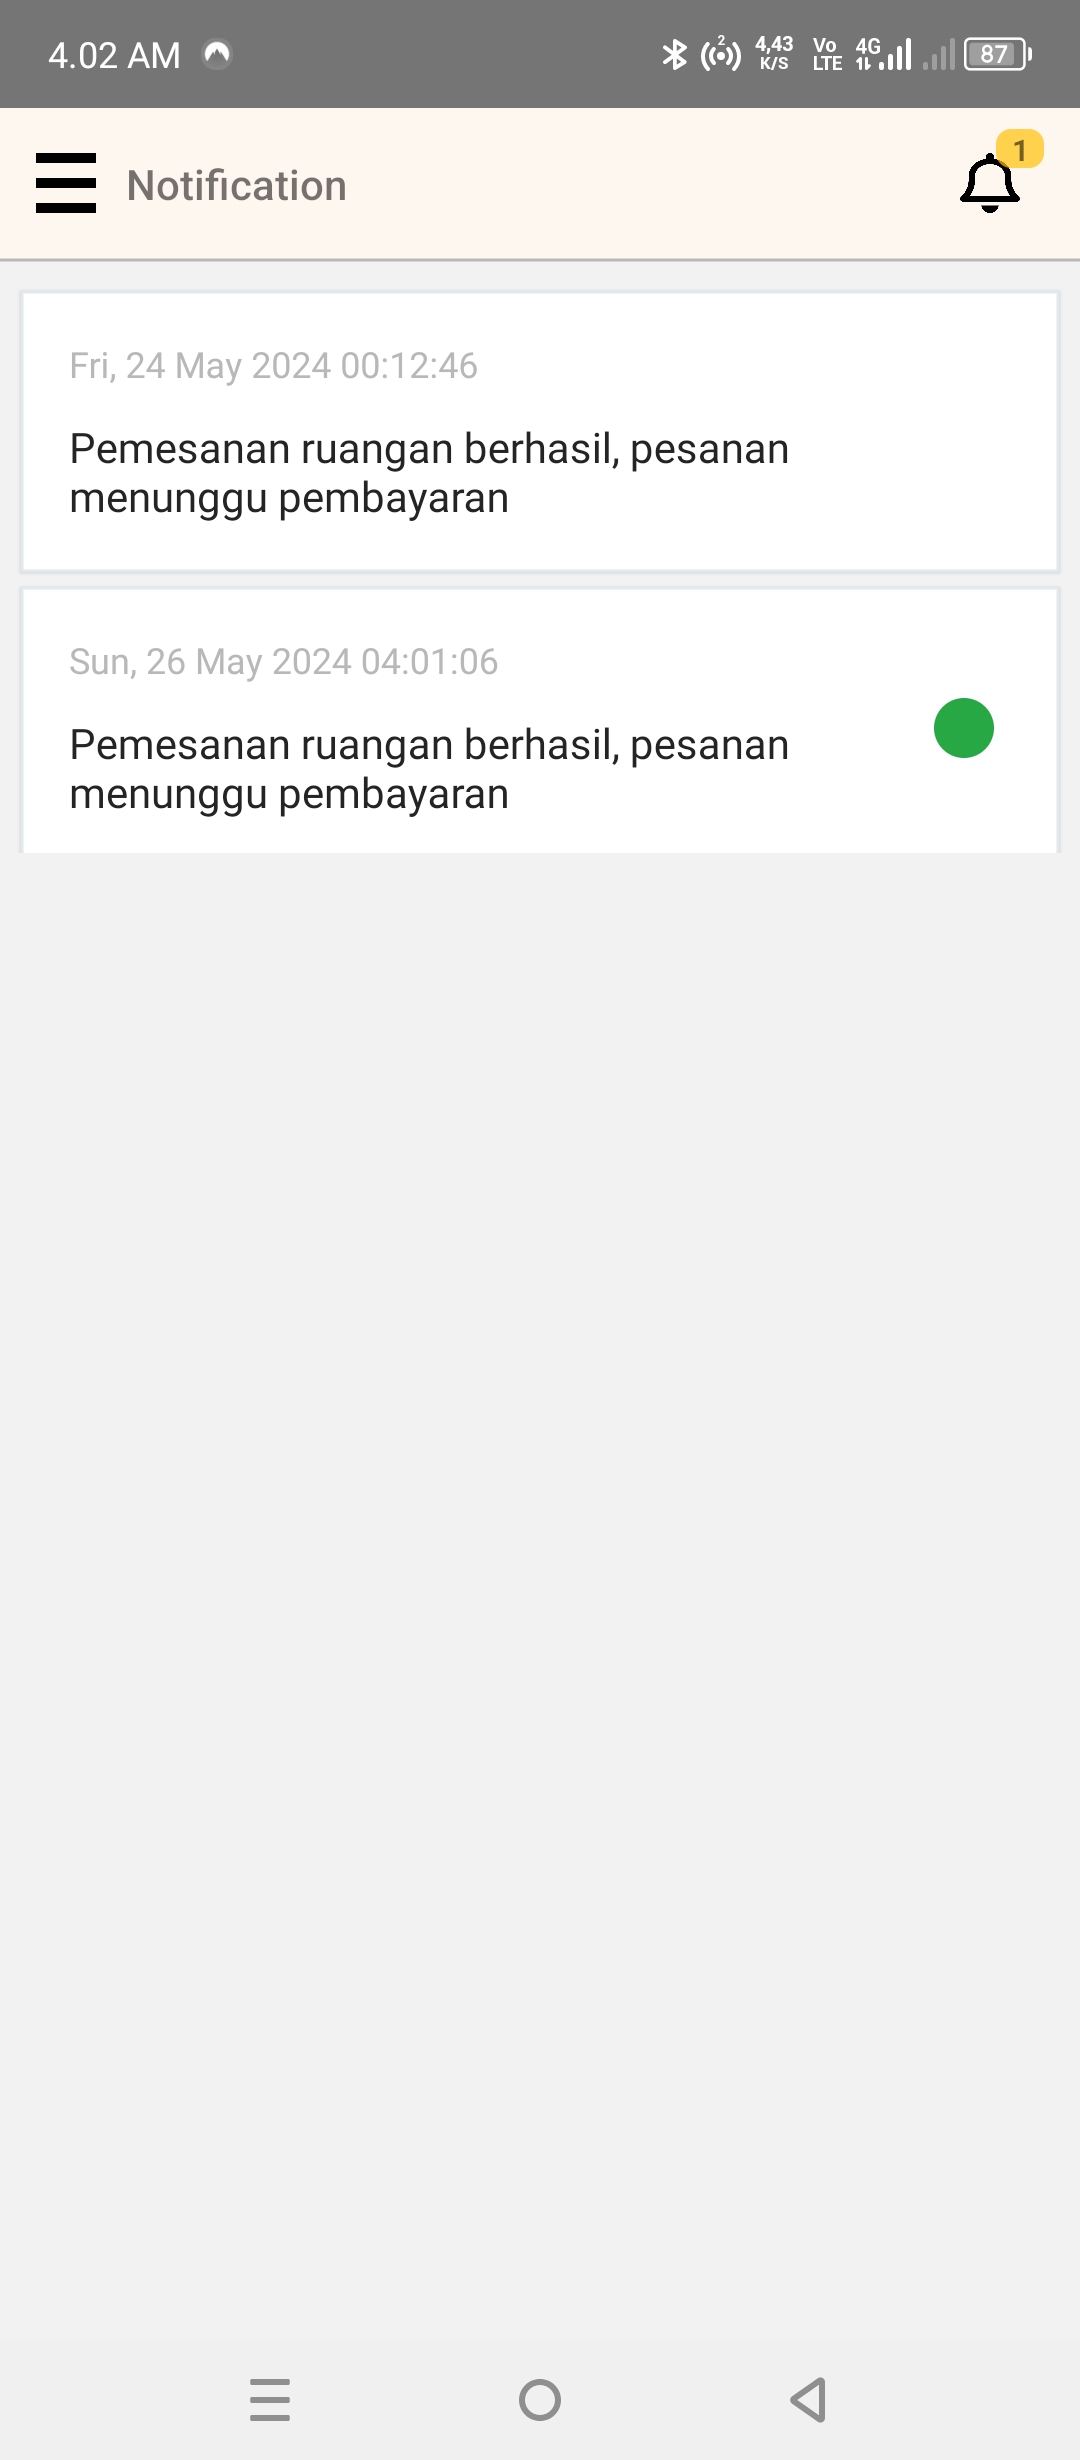 4.02 AM
2
4,43
K/S
Vo
LTE
4G
87
Notification
1
Fri, 24 May 2024 00:12:46
Pemesanan ruangan berhasil, pesanan
menunggu pembayaran
Sun, 26 May 2024 04:01:06
Pemesanan ruangan berhasil, pesanan
menunggu pembayaran